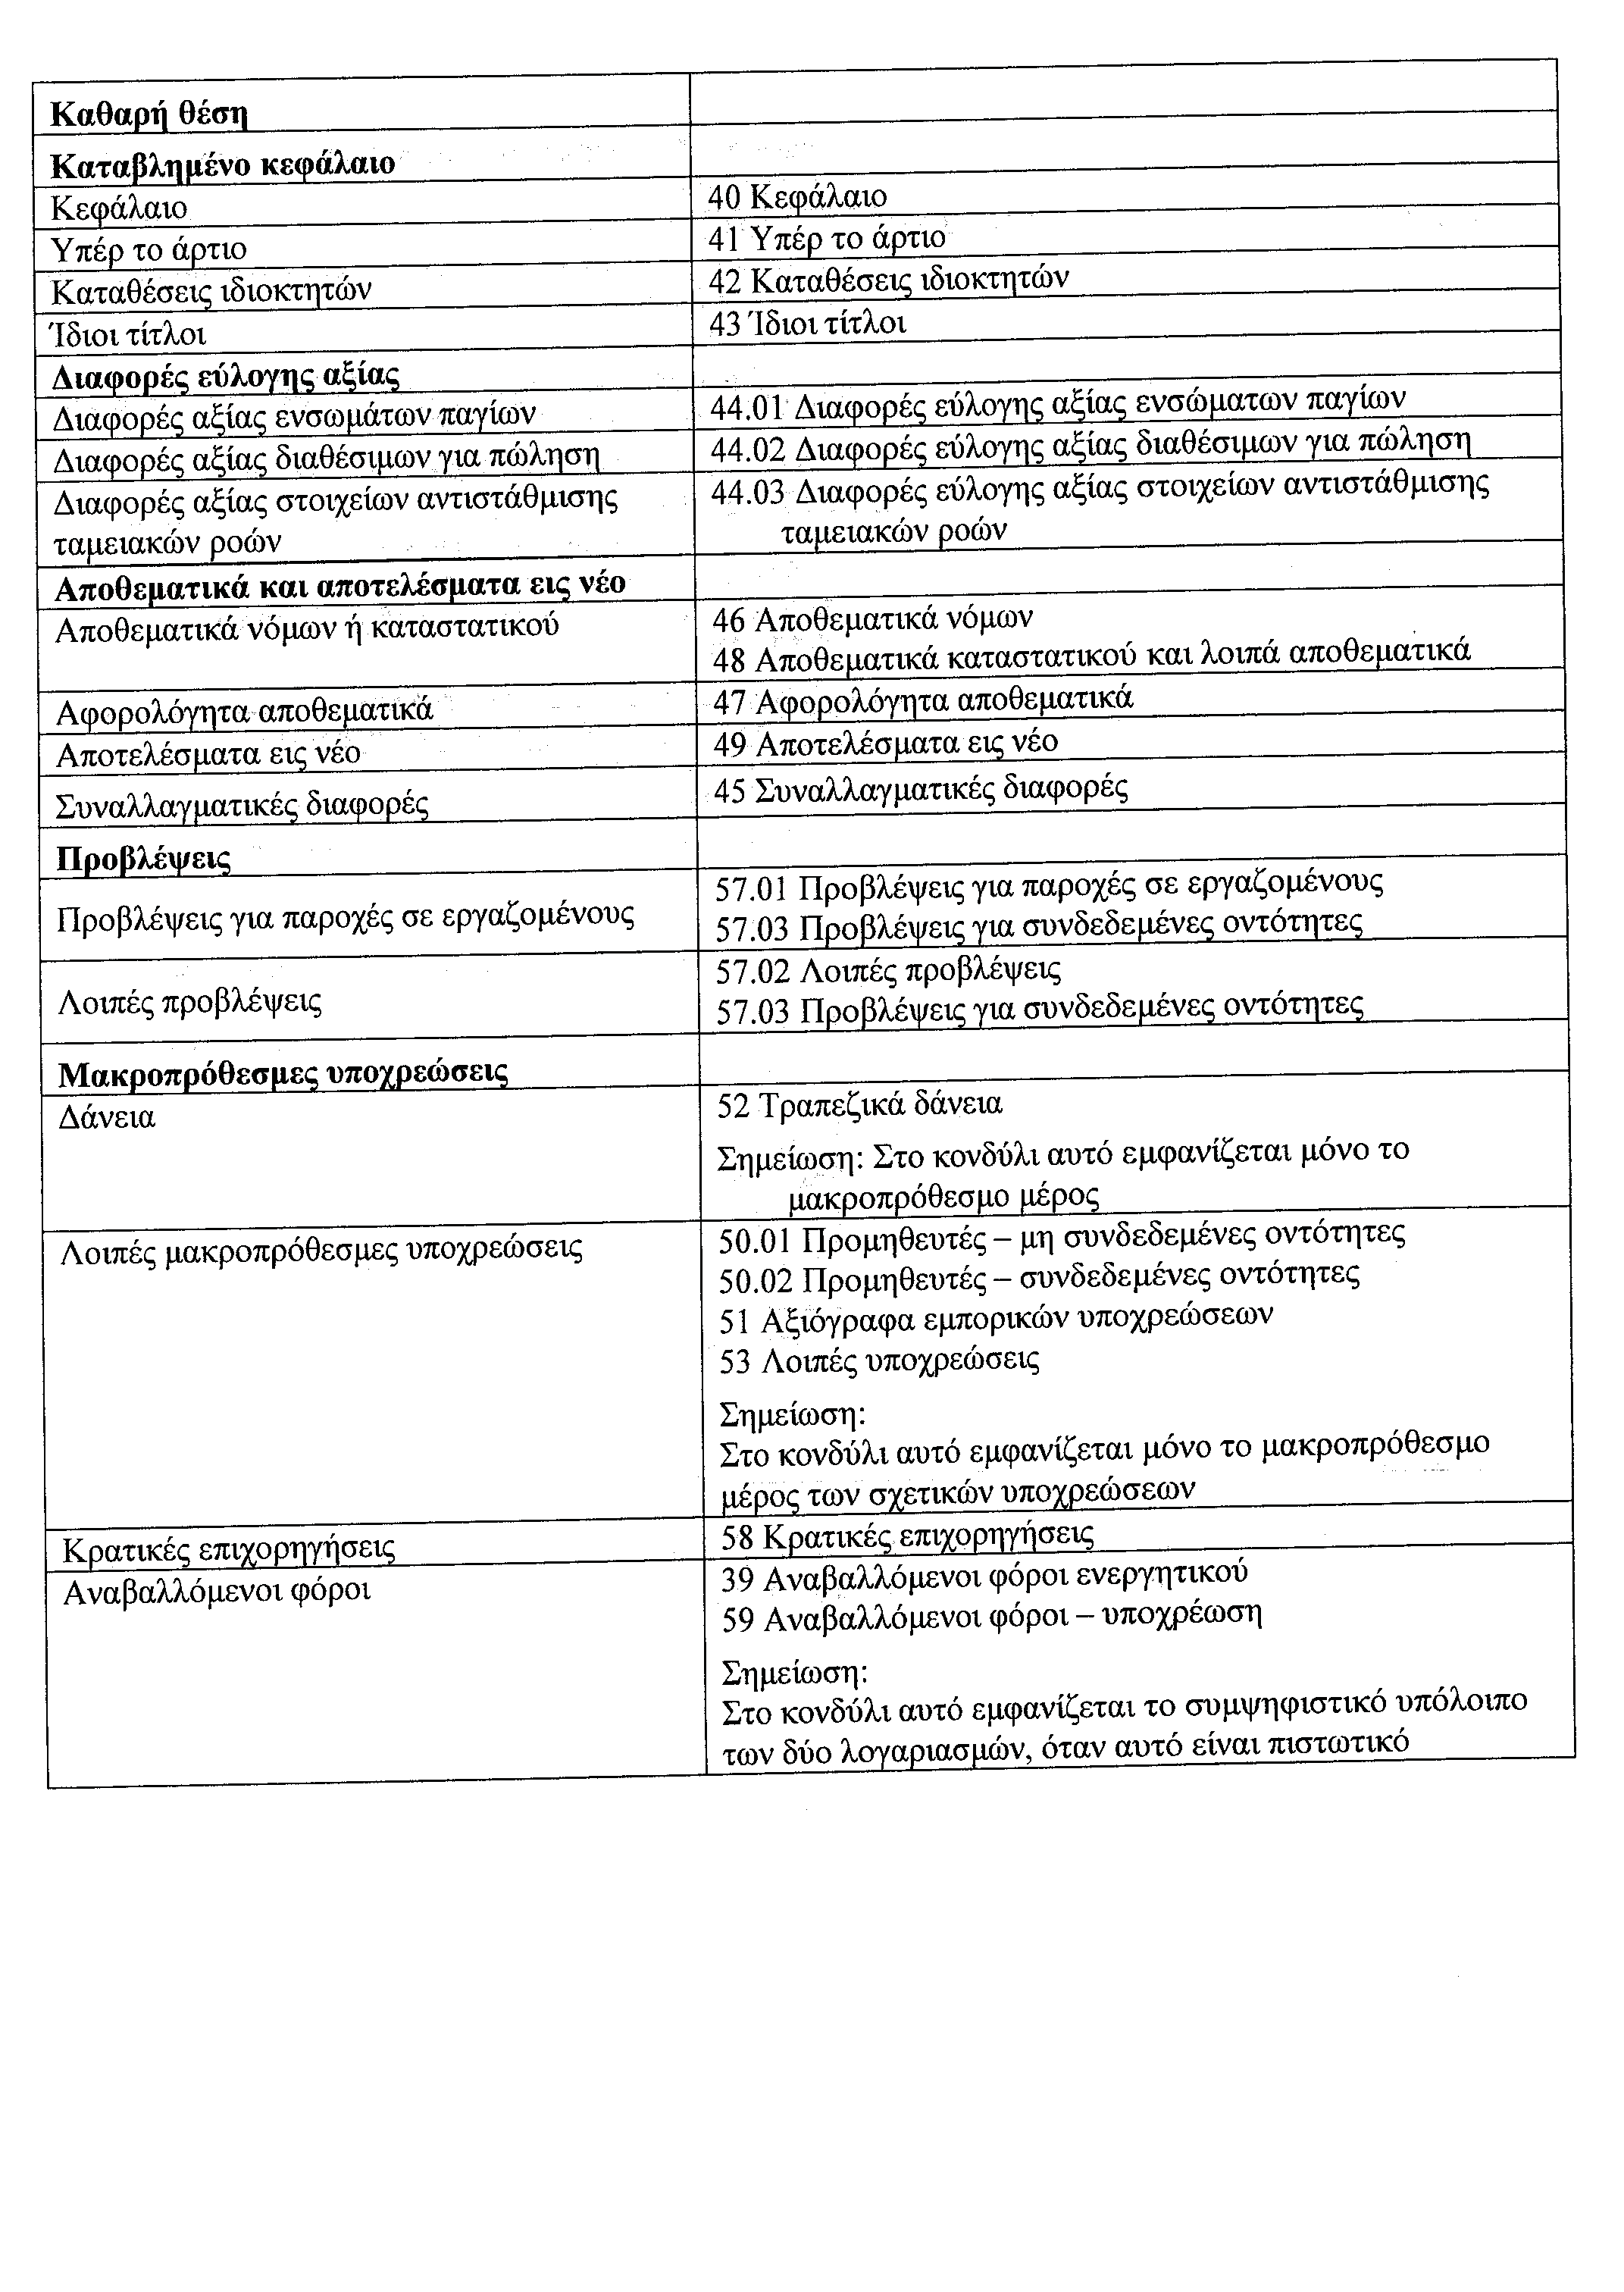 Καθαρή θέση
Καταβλημένο κεφάλαιο
Κεφάλαιο
40 Κεφάλαιο
Υπέρ το άρτιο
41 Υπέρ το άρτιο
Καταθέσεις ιδιοκτητών
42 Καταθέσεις ιδιοκτητών
Ίδιοι τίτλοι
43 Ίδιοι τίτλοι
Διαφορές εύλογης αξίας
Διαφορές αξίας ενσωμάτων παγίων
44.01 Διαφορές εύλογης αξίας ενσώματων παγίων
Διαφορές αξίας διαθέσιμων για πώληση
44.02 Διαφορές εύλογης αξίας διαθέσιμων για πώληση
Διαφορές αξίας στοιχείων αντιστάθμισης
ταμειακών ροών
44.03 Διαφορές εύλογης αξίας στοιχείων αντιστάθμισης
ταμειακών ροών
Αποθεματικά και αποτελέσματα εις νέο
Αποθεματικά νόμων ή καταστατικού
46 Αποθεματικά νόμων
48 Αποθεματικά καταστατικού και λοιπά αποθεματικά
Αφορολόγητα αποθεματικά
47 Αφορολόγητα αποθεματικά
Αποτελέσματα εις νέο
49 Αποτελέσματα εις νέο
Συναλλαγματικές διαφορές
45 Συναλλαγματικές διαφορές
Προβλέψεις
Προβλέψεις για παροχές σε εργαζομένους
57.01 Προβλέψεις για παροχές σε εργαζομένους
57.03 Προβλέψεις για συνδεδεμένες οντότητες
Λοιπές προβλέψεις
57.02 Λοιπές προβλέψεις
57.03 Προβλέψεις για συνδεδεμένες οντότητες
Μακροπρόθεσμες υποχρεώσεις
Δάνεια
52 Τραπεζικά δάνεια
Σημείωση: Στο κονδύλι αυτό εμφανίζεται μόνο το
μακροπρόθεσμο μέρος
Λοιπές μακροπρόθεσμες υποχρεώσεις
50.01 Προμηθευτές – μη συνδεδεμένες οντότητες
50.02 Προμηθευτές – συνδεδεμένες οντότητες
51 Αξιόγραφα εμπορικών υποχρεώσεων
53 Λοιπές υποχρεώσεις
Σημείωση:
Στο κονδύλι αυτό εμφανίζεται μόνο το μακροπρόθεσμο
μέρος των σχετικών υποχρεώσεων
Κρατικές επιχορηγήσεις
58 Κρατικές επιχορηγήσεις
Αναβαλλόμενοι φόροι
39 Αναβαλλόμενοι φόροι ενεργητικού
59 Αναβαλλόμενοι φόροι – υποχρέωση
Σημείωση:
Στο κονδύλι αυτό εμφανίζεται το συμψηφιστικό υπόλοιπο
των δύο λογαριασμών, όταν αυτό είναι πιστωτικό